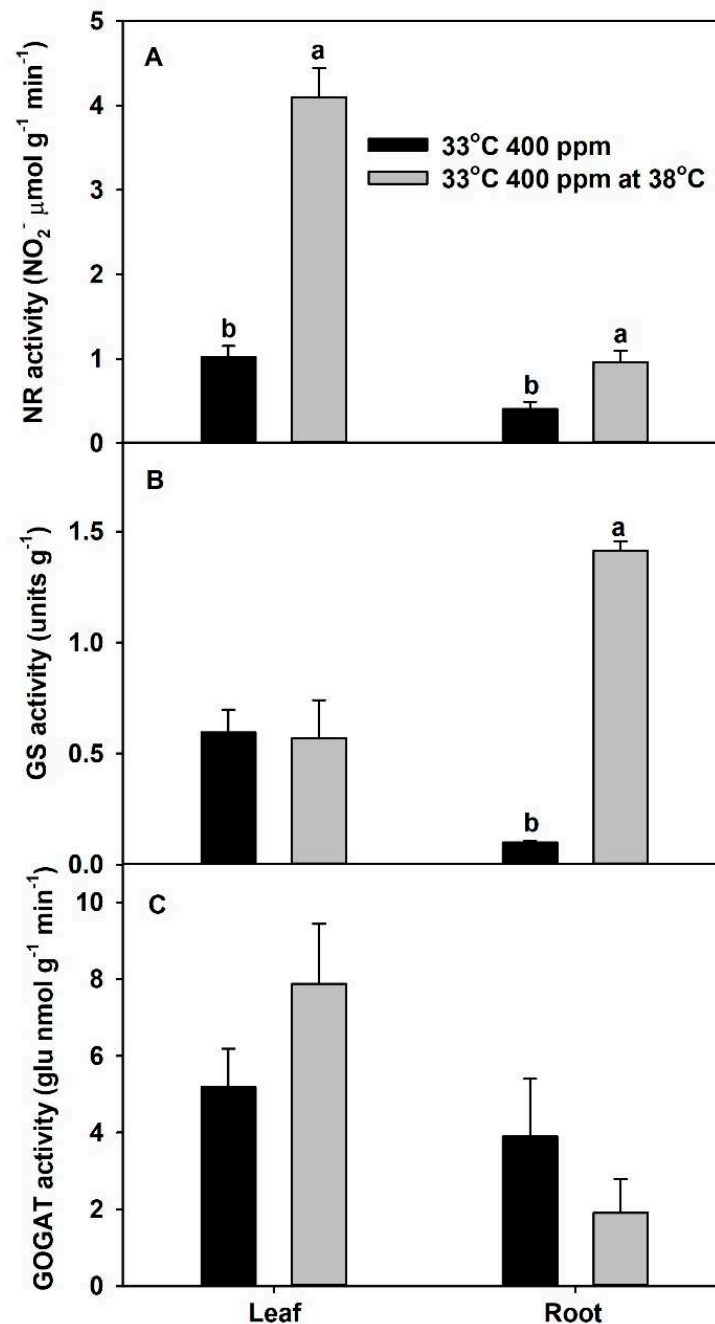 A
NR activity (NO₂⁻ μmol g⁻¹ min⁻¹)
5
4
3
2
1
0
a
b
a
b
33°C 400 ppm
33°C 400 ppm at 38°C
B
GS activity (units g⁻¹)
1.5
1.0
0.5
0.0
a
b
C
GOGAT activity (glu nmol g⁻¹ min⁻¹)
10
8
6
4
2
0
Leaf Root